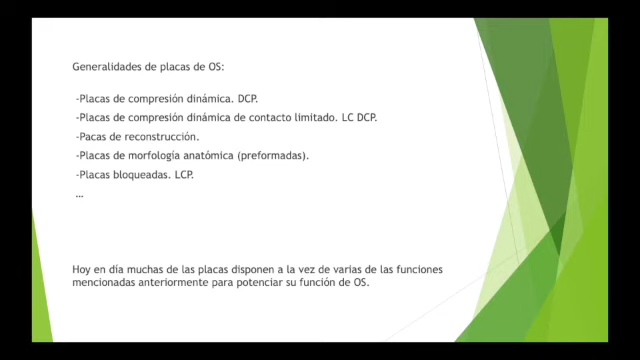 Generalidades de placas de OS:
-Placas de compresión dinámica. DCP.
-Placas de compresión dinámica de contacto limitado. LC DCP.
-Pacas de reconstrucción.
-Placas de morfología anatómica (preformadas).
-Placas bloqueadas. LCP.
…
Hoy en día muchas de las placas disponen a la vez de varias de las funciones
mencionadas anteriormente para potenciar su función de OS.